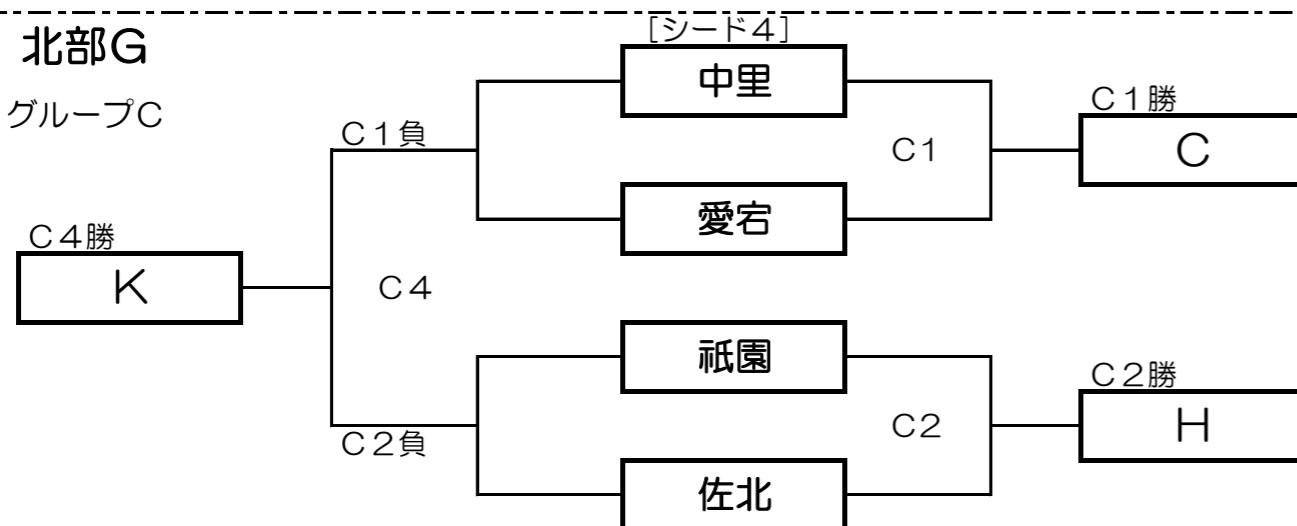 [シード4]
北部G
中里
グループC
C1勝
C1負
C1
C
愛宕
C4勝
K
C4
祇園
C2勝
C2負
C2
H
佐北